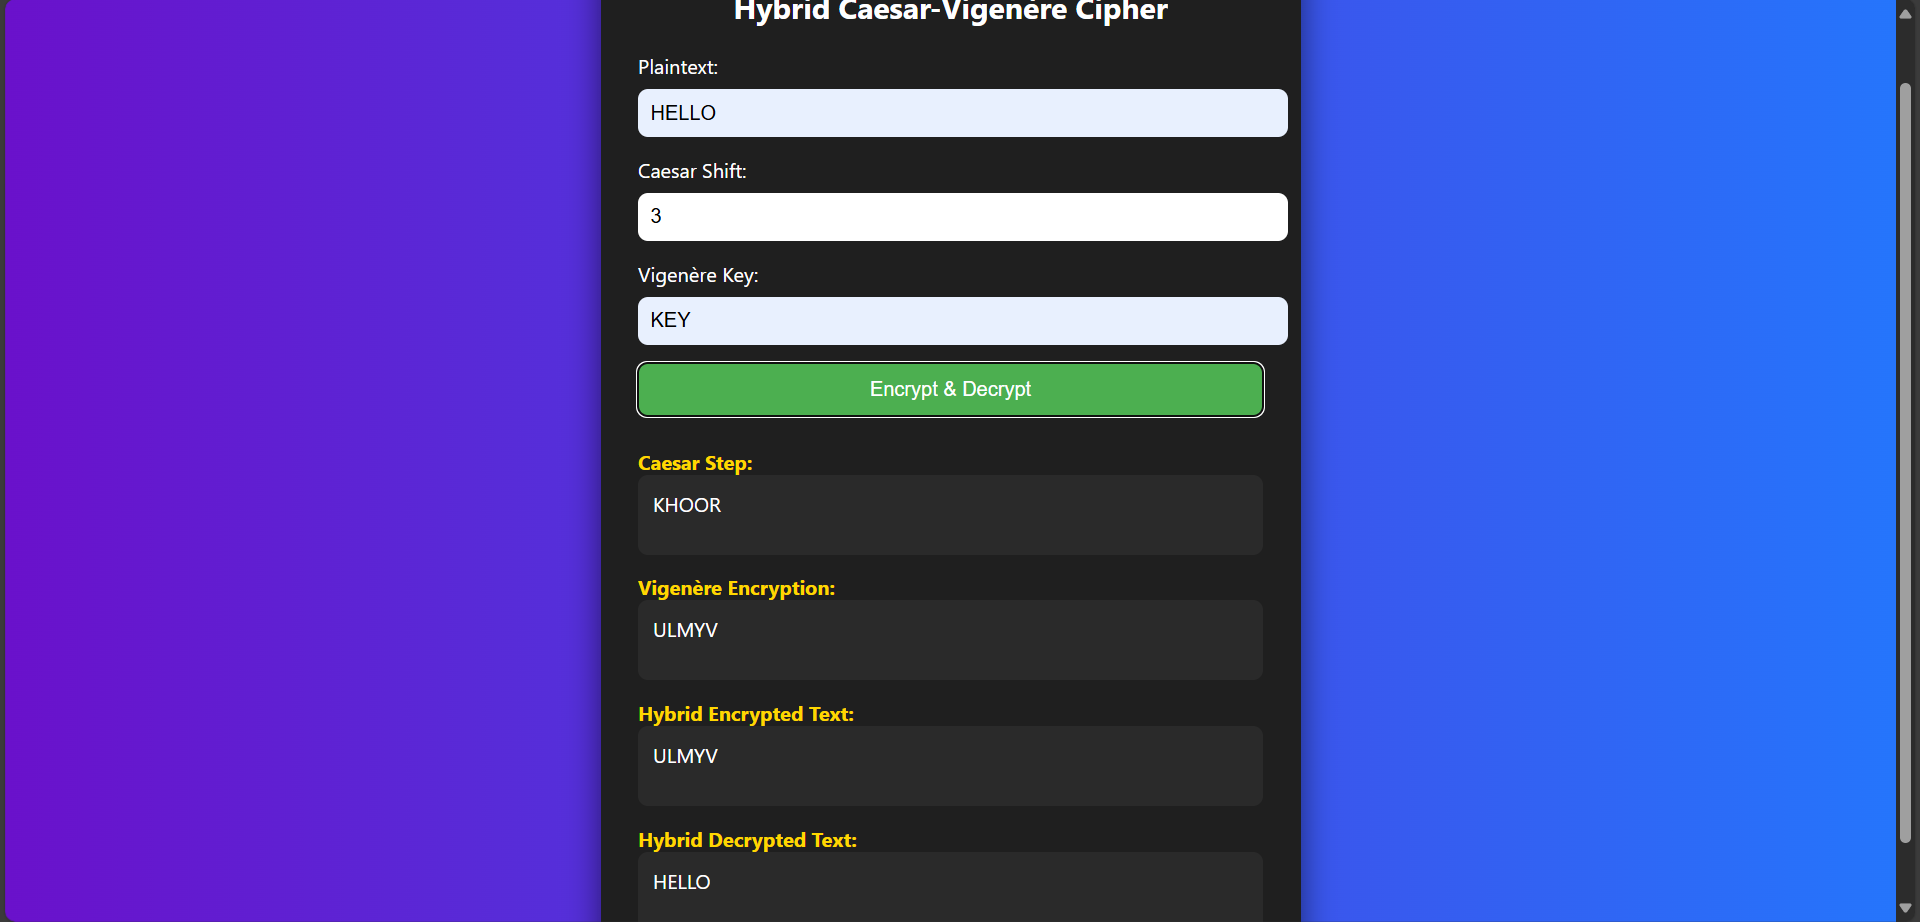 Hybrid Caesar-Vigenère Cipher
Plaintext:
HELLO
Caesar Shift:
3
Vigenère Key:
KEY
Encrypt & Decrypt
Caesar Step:
KHOOR
Vigenère Encryption:
ULMYV
Hybrid Encrypted Text:
ULMYV
Hybrid Decrypted Text:
HELLO